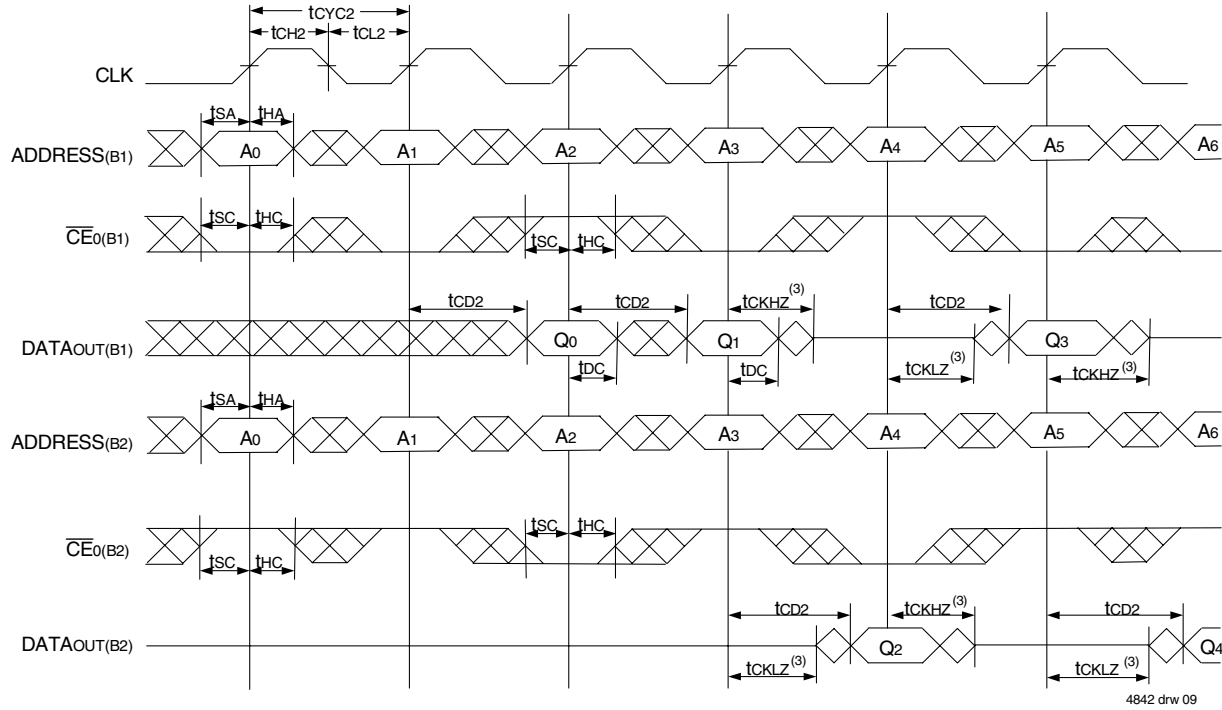 tCYC2
tCH2 tCL2
CLK
tSA tHA
ADDRESS(B1) A0 A1 A2 A3 A4 A5 A6
tSC tHC
CE0(B1)
tSC tHC
tCD2 tCD2 tCKHZ(3) tCD2
DATAOUT(B1) Q0 Q1 Q3
tDC tDC tCKLZ(3) tCKHZ(3)
tSA tHA
ADDRESS(B2) A0 A1 A2 A3 A4 A5 A6
tSC tHC
CE0(B2)
tSC tHC
tCD2 tCKHZ(3) tCD2
DATAOUT(B2) Q2 Q4
tCKLZ(3) tCKLZ(3)
4842 drw 09